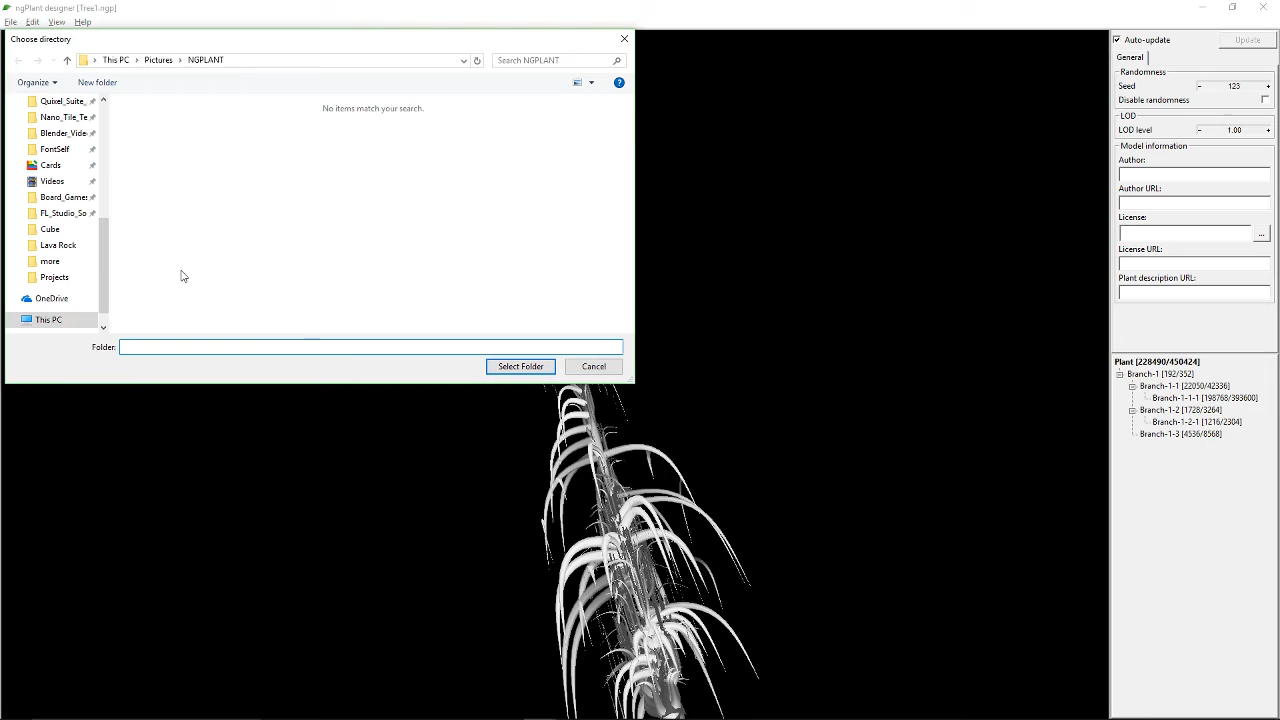 ngPlant designer [Tree1.ngp]
File Edit View Help
Choose directory
This PC > Pictures > NGPLANT
Search NGPLANT
Organize
New folder
Quixel_Suite_
Nano_Tile_Te
Blender_Vide
FontSelf
Cards
Videos
Board_Games
FL_Studio_So
Cube
Lava Rock
more
Projects
OneDrive
This PC
No items match your search.
Folder:
Select Folder
Cancel
Auto-update
Update
General
Randomness
Seed - 123 +
Disable randomness
LOD
LOD level - 1.00 +
Model information
Author:
Author URL:
License:
...
License URL:
Plant description URL:
Plant [228490/450424]
Branch-1 [192/352]
Branch-1-1 [22050/42336]
Branch-1-1-1 [198768/393600]
Branch-1-2 [1728/3264]
Branch-1-2-1 [1216/2304]
Branch-1-3 [4536/8568]